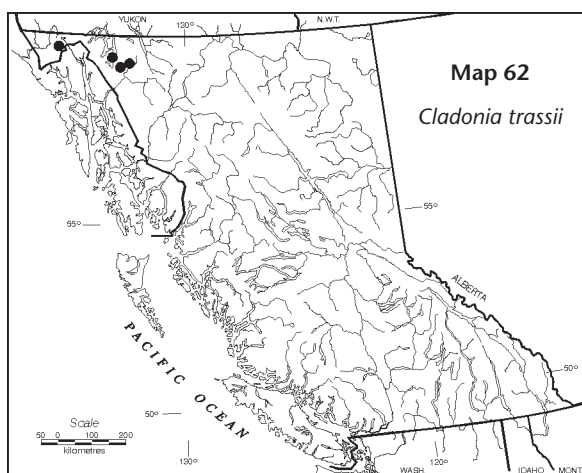 YUKON
130°
N.W.T.
Map 62
Cladonia trassii
55°
55°
ALBERTA
PACIFIC OCEAN
50°
50°
Scale
50 0 100 200
kilometres
130°
120°
WASH.
IDAHO
MONT.